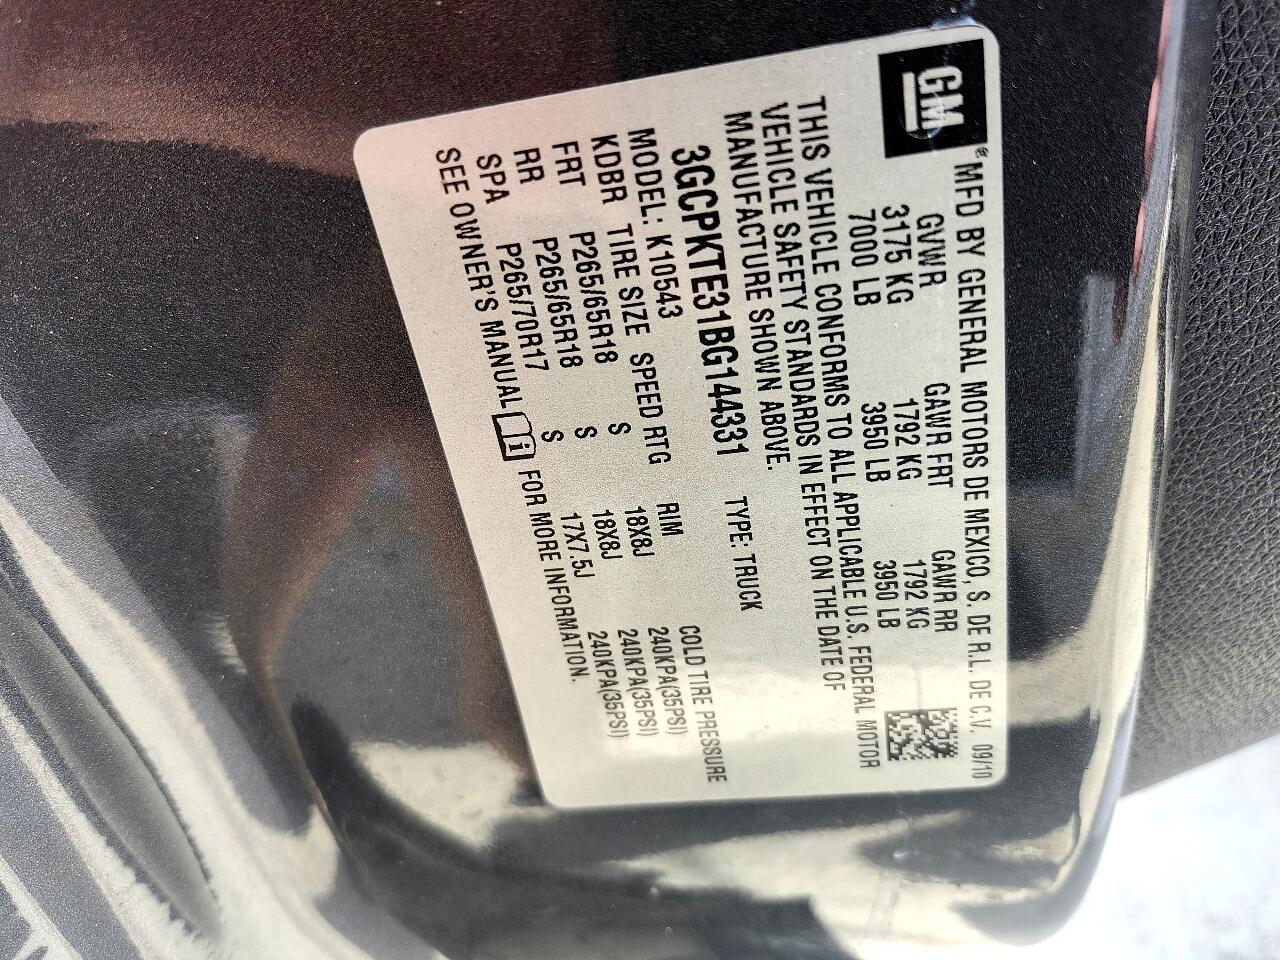 GM
® MFD BY GENERAL MOTORS DE MEXICO, S. DE R.L. DE C.V. 09/10
GVWR GAWR FRT GAWR RR
3175 KG 1792 KG 1792 KG
7000 LB 3950 LB 3950 LB
THIS VEHICLE CONFORMS TO ALL APPLICABLE U.S. FEDERAL MOTOR
VEHICLE SAFETY STANDARDS IN EFFECT ON THE DATE OF
MANUFACTURE SHOWN ABOVE.
3GCPKTE31BG144331 TYPE: TRUCK
MODEL: K10543
KDBR TIRE SIZE SPEED RTG RIM COLD TIRE PRESSURE
FRT P265/65R18 S 18X8J 240KPA(35PSI)
RR P265/65R18 S 18X8J 240KPA(35PSI)
SPA P265/70R17 S 17X7.5J 240KPA(35PSI)
SEE OWNER'S MANUAL i FOR MORE INFORMATION.